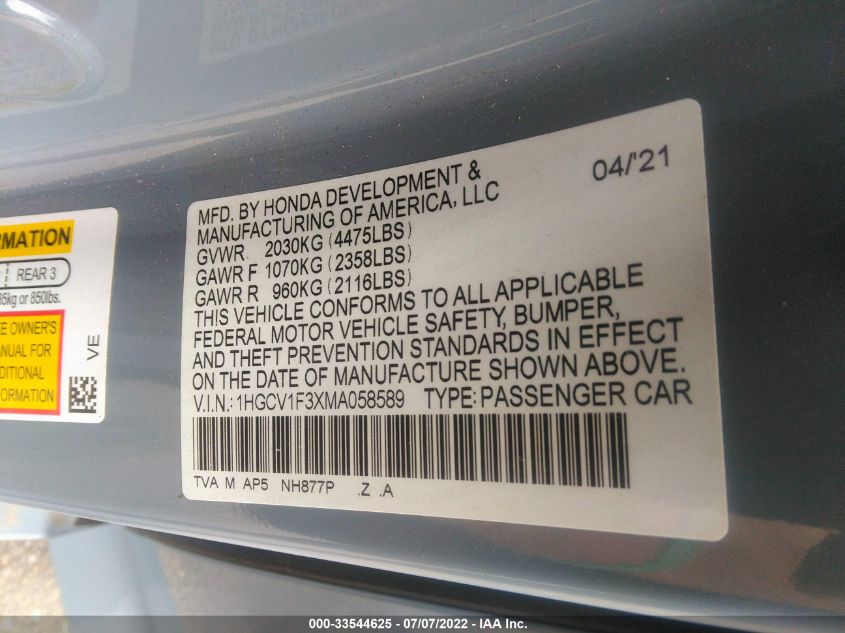 04/'21
MFD. BY HONDA DEVELOPMENT &
MANUFACTURING OF AMERICA, LLC
GVWR 2030KG (4475LBS)
GAWR F 1070KG (2358LBS)
GAWR R 960KG (2116LBS)
THIS VEHICLE CONFORMS TO ALL APPLICABLE
FEDERAL MOTOR VEHICLE SAFETY, BUMPER,
AND THEFT PREVENTION STANDARDS IN EFFECT
ON THE DATE OF MANUFACTURE SHOWN ABOVE.
V.I.N.: 1HGCV1F3XMA058589 TYPE: PASSENGER CAR
TVA M AP5 NH877P .Z .A
RMATION
REAR 3
85kg or 850lbs.
E OWNER'S
ANUAL FOR
DITIONAL
FORMATION
VE
000-33544625 - 07/07/2022 - IAA Inc.